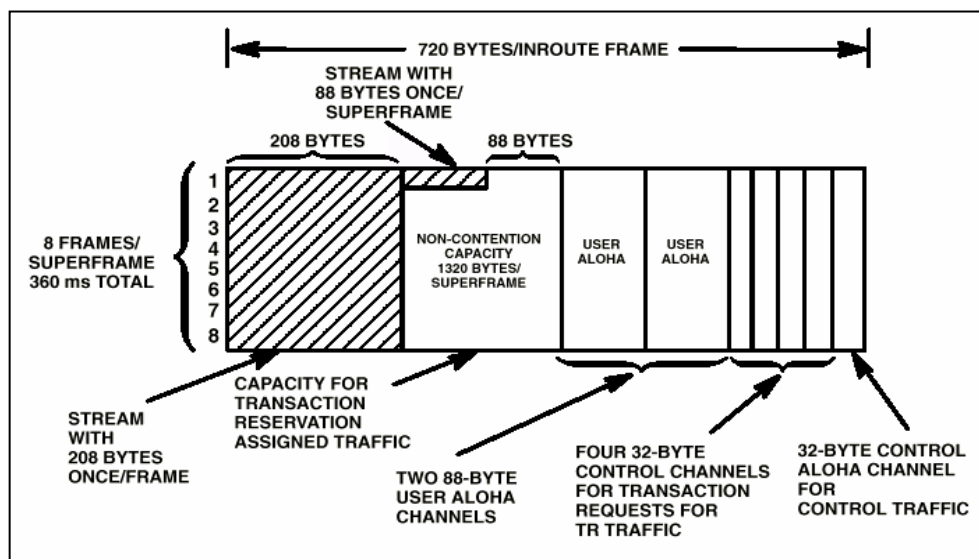 720 BYTES/INROUTE FRAME
STREAM WITH
88 BYTES ONCE/
SUPERFRAME
208 BYTES
88 BYTES
1
2
3
4
5
6
7
8
8 FRAMES/
SUPERFRAME
360 ms TOTAL
NON-CONTENTION
CAPACITY
1320 BYTES/
SUPERFRAME
USER
ALOHA
USER
ALOHA
STREAM
WITH
208 BYTES
ONCE/FRAME
CAPACITY FOR
TRANSACTION
RESERVATION
ASSIGNED TRAFFIC
TWO 88-BYTE
USER ALOHA
CHANNELS
FOUR 32-BYTE
CONTROL CHANNELS
FOR TRANSACTION
REQUESTS FOR
TR TRAFFIC
32-BYTE CONTROL
ALOHA CHANNEL
FOR
CONTROL TRAFFIC